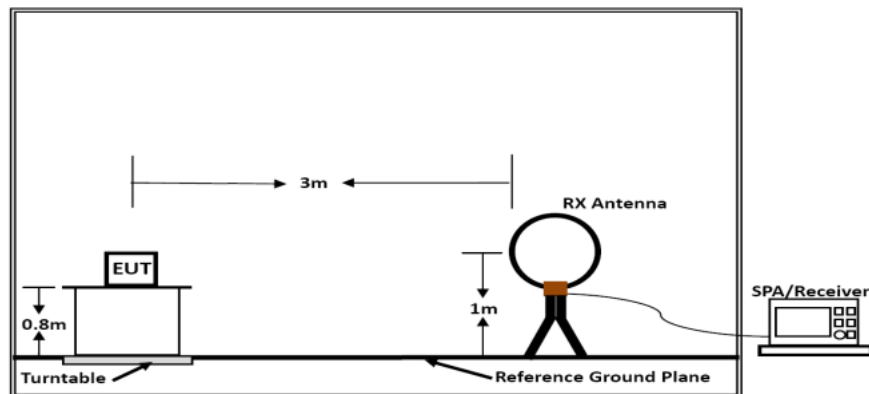 3m
RX Antenna
EUT
SPA/Receiver
0.8m
1m
Turntable
Reference Ground Plane